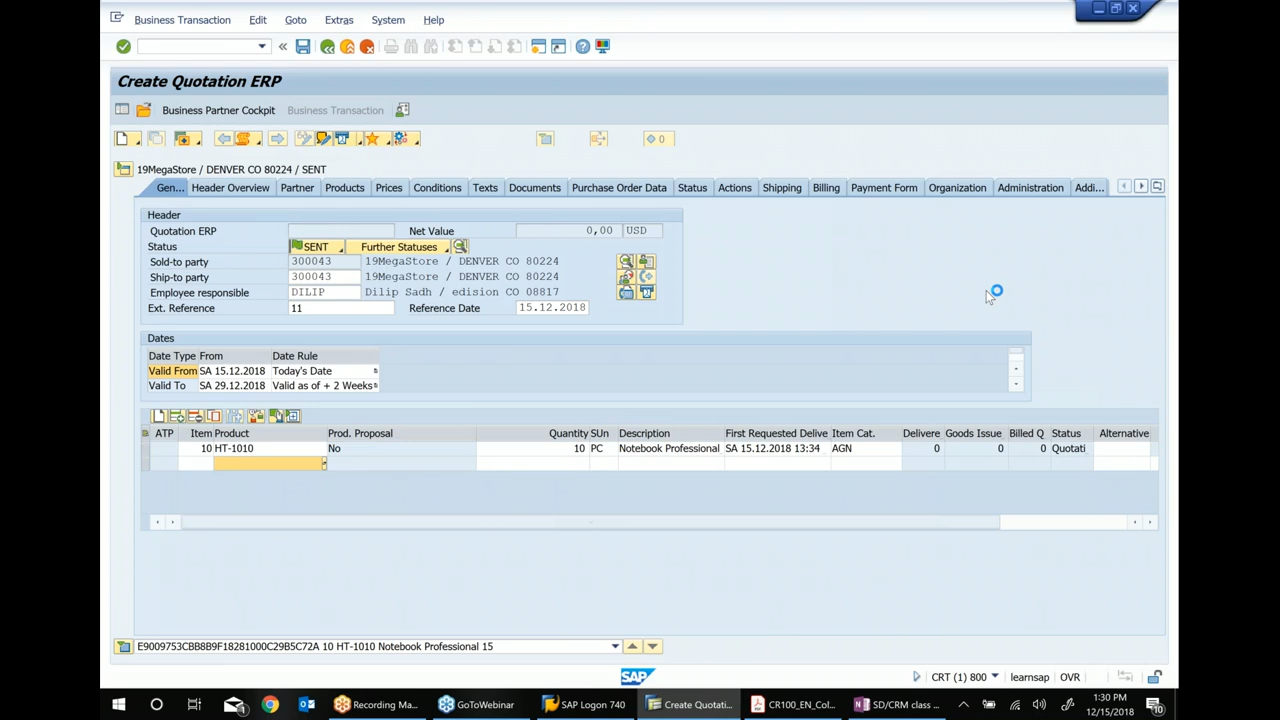 Business Transaction Edit Goto Extras System Help
Create Quotation ERP
Business Partner Cockpit Business Transaction
0
19MegaStore / DENVER CO 80224 / SENT
Gen... Header Overview Partner Products Prices Conditions Texts Documents Purchase Order Data Status Actions Shipping Billing Payment Form Organization Administration Addi...
Header
Quotation ERP Net Value 0,00 USD
Status SENT Further Statuses
Sold-to party 300043 19MegaStore / DENVER CO 80224
Ship-to party 300043 19MegaStore / DENVER CO 80224
Employee responsible DILIP Dilip Sadh / edision CO 08817
Ext. Reference 11 Reference Date 15.12.2018
Dates
Date Type From Date Rule
Valid From SA 15.12.2018 Today's Date
Valid To SA 29.12.2018 Valid as of + 2 Weeks
ATP Item Product Prod. Proposal Quantity SUn Description First Requested Delive Item Cat. Delivere Goods Issue Billed Q Status Alternative
10 HT-1010 No 10 PC Notebook Professional SA 15.12.2018 13:34 AGN 0 0 0 Quotati
E9009753CBB8B9F18281000C29B5C72A 10 HT-1010 Notebook Professional 15
SAP CRT (1) 800 learnsap OVR
Recording Ma... GoToWebinar SAP Logon 740 Create Quotati... CR100_EN_Col... SD/CRM class ... 1:30 PM
12/15/2018 10